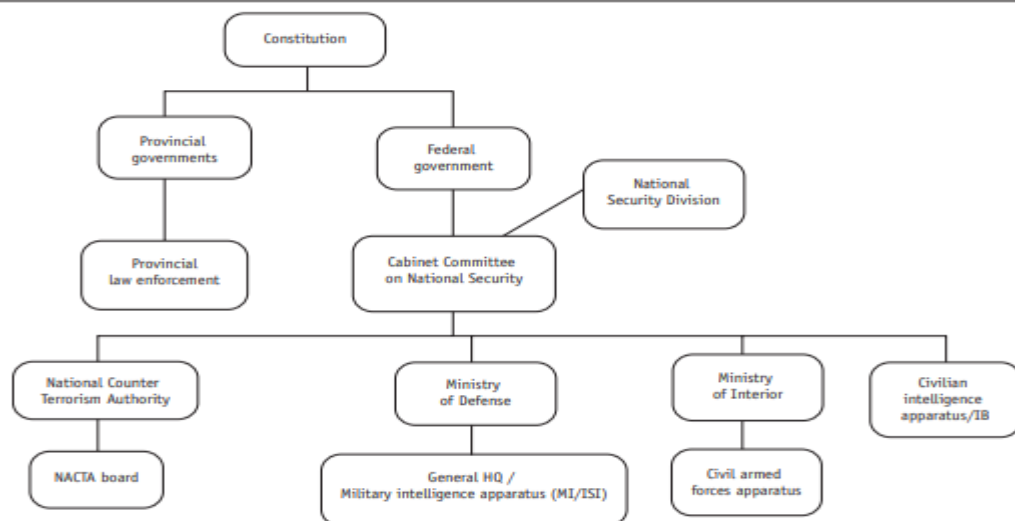 Constitution
Provincial
governments
Federal
government
National
Security Division
Provincial
law enforcement
Cabinet Committee
on National Security
National Counter
Terrorism Authority
Ministry
of Defense
Ministry
of Interior
Civilian
intelligence
apparatus/IB
NACTA board
General HQ /
Military intelligence apparatus (MI/ISI)
Civil armed
forces apparatus